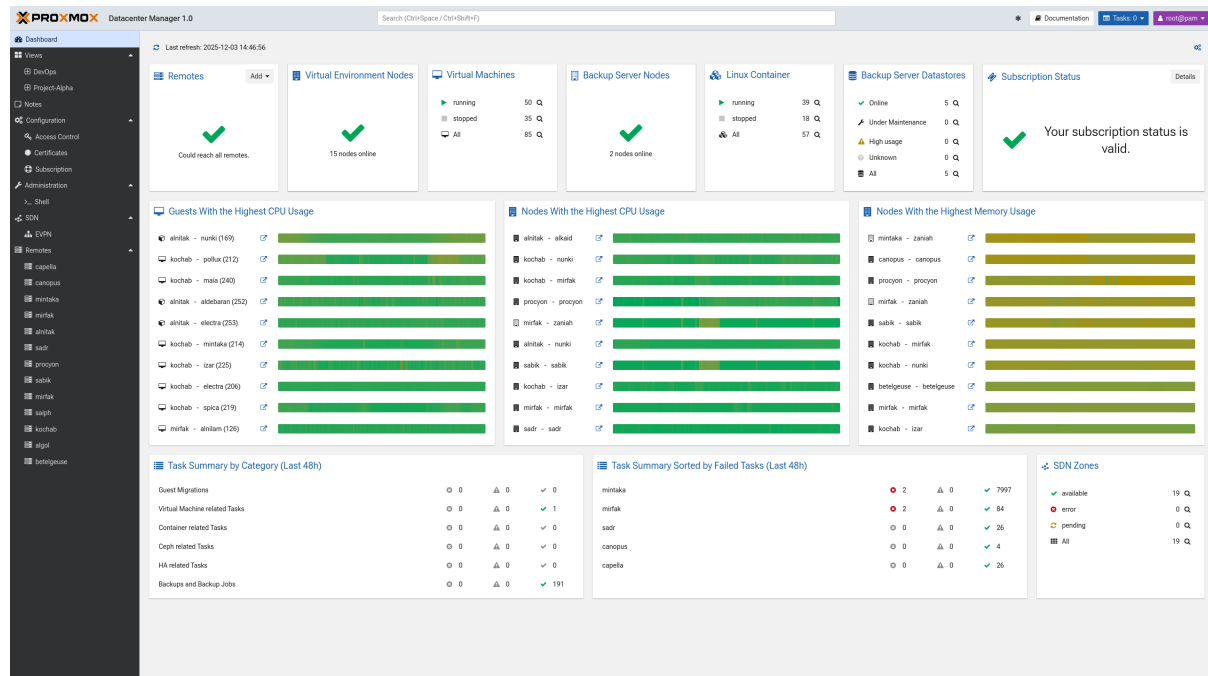 PROXMOX Datacenter Manager 1.0
Search (Ctrl+Space / Ctrl+Shift+F)
Documentation
Tasks: 0
root@pam
Dashboard
Views
DevOps
Project-Alpha
Notes
Configuration
Access Control
Certificates
Subscription
Administration
Shell
SDN
EVPN
Remotes
capella
canopus
mintaka
mirfak
alnitak
sadr
procyon
sabik
mirfak
saiph
kochab
algol
betelgeuse
Last refresh: 2025-12-03 14:46:56
Remotes
Add
Could reach all remotes.
Virtual Environment Nodes
15 nodes online
Virtual Machines
running 50
stopped 35
All 85
Backup Server Nodes
2 nodes online
Linux Container
running 39
stopped 18
All 57
Backup Server Datastores
Online 5
Under Maintenance 0
High usage 0
Unknown 0
All 5
Subscription Status
Details
Your subscription status is
valid.
Guests With the Highest CPU Usage
alnitak - nunki (169)
kochab - pollux (212)
kochab - maia (240)
alnitak - aldebaran (252)
alnitak - electra (253)
kochab - mintaka (214)
kochab - izar (225)
kochab - electra (206)
kochab - spica (219)
mirfak - alnilam (126)
Nodes With the Highest CPU Usage
alnitak - alkaid
kochab - nunki
kochab - mirfak
procyon - procyon
mirfak - zaniah
alnitak - nunki
sabik - sabik
kochab - izar
mirfak - mirfak
sadr - sadr
Nodes With the Highest Memory Usage
mintaka - zaniah
canopus - canopus
procyon - procyon
mirfak - zaniah
sabik - sabik
kochab - mirfak
kochab - nunki
betelgeuse - betelgeuse
mirfak - mirfak
kochab - izar
Task Summary by Category (Last 48h)
Guest Migrations 0 0 0
Virtual Machine related Tasks 0 0 1
Container related Tasks 0 0 0
Ceph related Tasks 0 0 0
HA related Tasks 0 0 0
Backups and Backup Jobs 0 0 191
Task Summary Sorted by Failed Tasks (Last 48h)
mintaka 2 0 7997
mirfak 2 0 84
sadr 0 0 26
canopus 0 0 4
capella 0 0 26
SDN Zones
available 19
error 0
pending 0
All 19